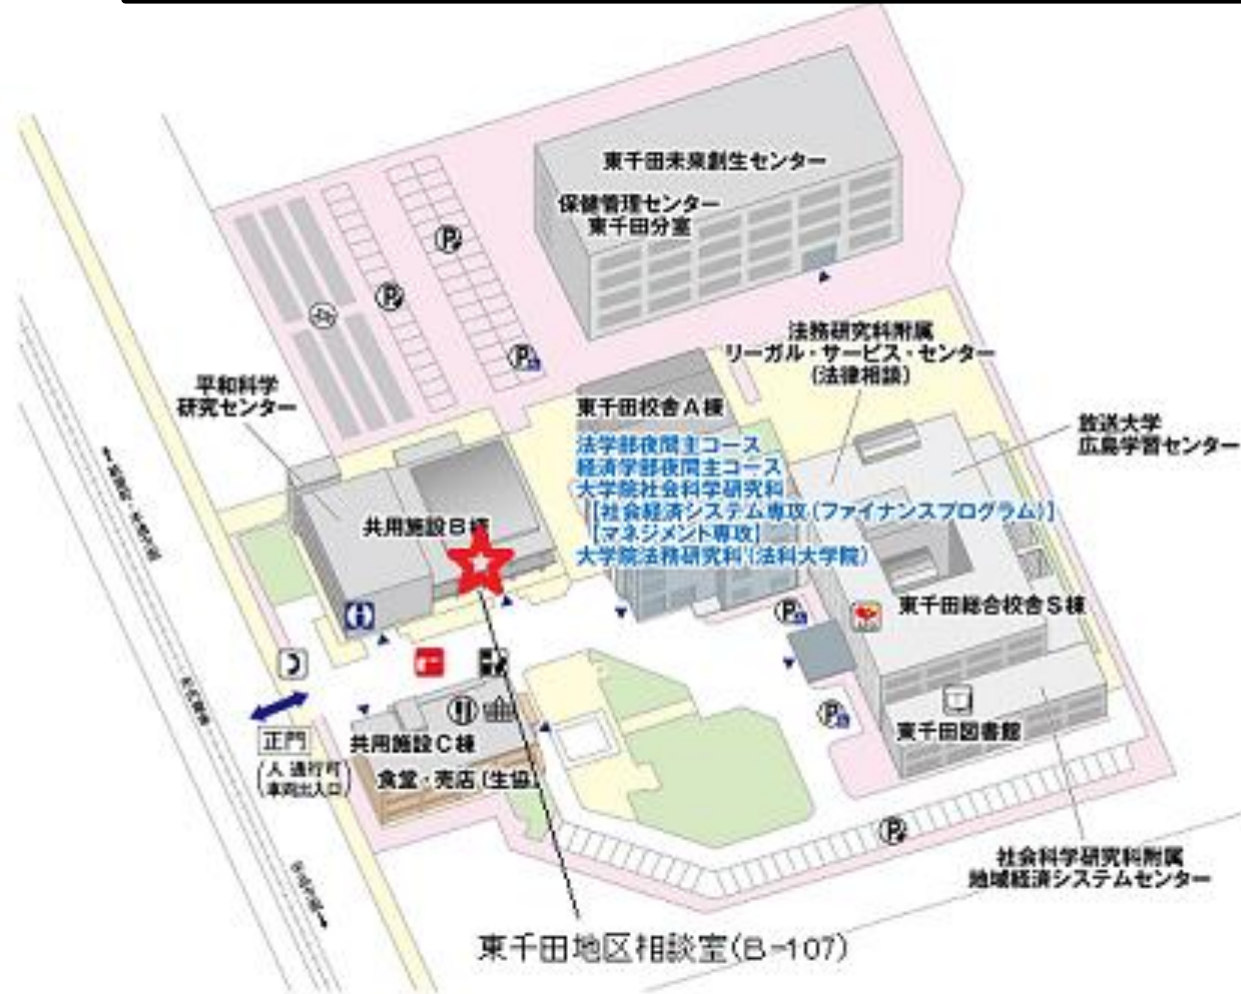 東千田未来創生センター
保健管理センター
東千田分室
法務研究科附属
リーガル・サービス・センター
(法律相談)
平和科学
研究センター
東千田校舎A棟
法学部夜間主コース
経済学部夜間主コース
大学院社会科学研究科
[社会経済システム専攻(ファイナンスプログラム)]
[マネジメント専攻]
大学院法務研究科(法科大学院)
放送大学
広島学習センター
共用施設B棟
東千田総合校舎S棟
正門
(人 通行可
車両出入口)
共用施設C棟
食堂・売店(生協)
東千田図書館
社会科学研究科附属
地域経済システムセンター
東千田地区相談室(B-107)